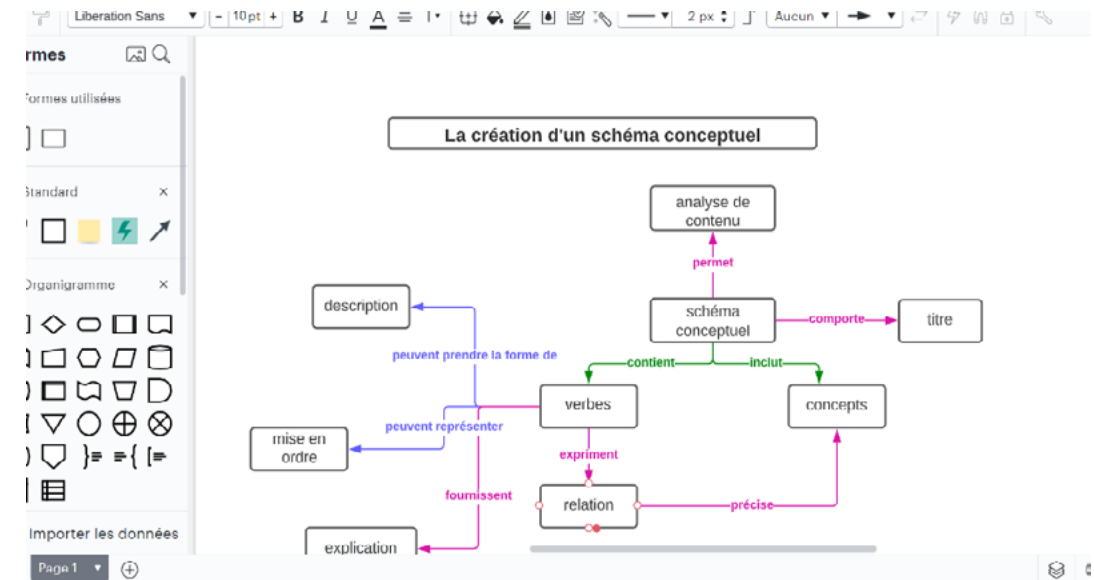 Liberation Sans
- 10pt + B I U A
2 px
Aucun
rmes
Formes utilisées
Standard
Organigramme
Importer les données
Page 1
La création d'un schéma conceptuel
analyse de
contenu
permet
schéma
conceptuel
comporte
titre
description
peuvent prendre la forme de
contient
inclut
verbes
concepts
peuvent représenter
mise en
ordre
expriment
fournissent
relation
précise
explication